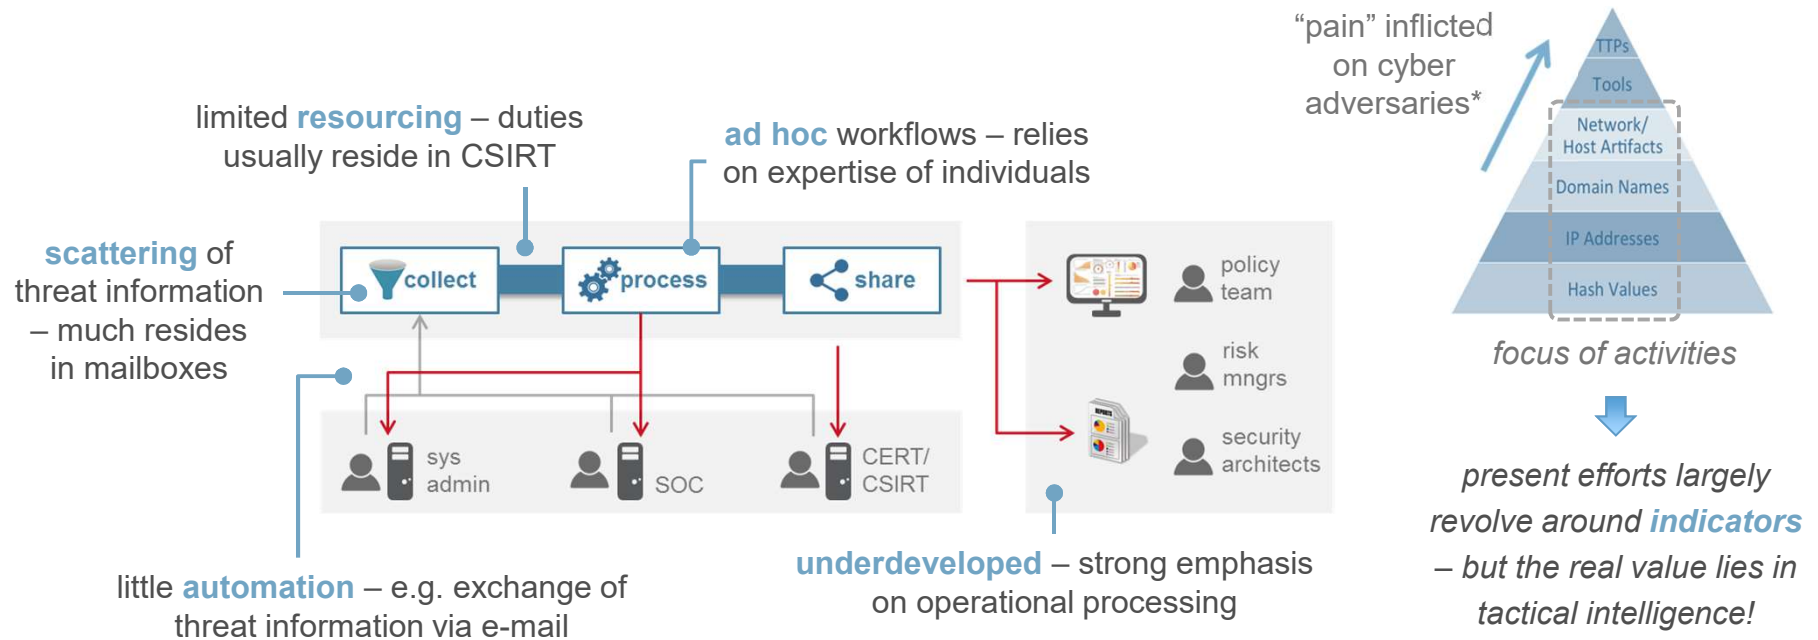 limited resourcing – duties
usually reside in CSIRT
ad hoc workflows – relies
on expertise of individuals
scattering of
threat information
– much resides
in mailboxes
collect
process
share
policy
team
risk
mngrs
REPORTS
security
architects
sys
admin
SOC
CERT/
CSIRT
little automation – e.g. exchange of
threat information via e-mail
underdeveloped – strong emphasis
on operational processing
“pain” inflicted
on cyber
adversaries*
TTPs
Tools
Network/
Host Artifacts
Domain Names
IP Addresses
Hash Values
focus of activities
present efforts largely
revolve around indicators
– but the real value lies in
tactical intelligence!